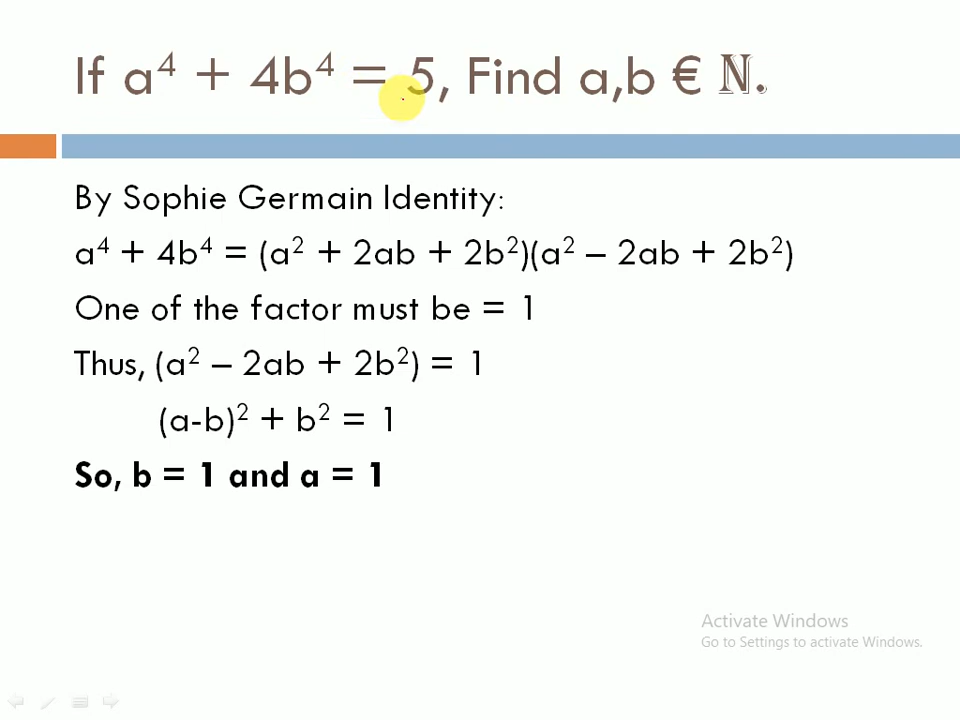 If a⁴ + 4b⁴ = 5, Find a,b € N.
By Sophie Germain Identity:
a⁴ + 4b⁴ = (a² + 2ab + 2b²)(a² – 2ab + 2b²)
One of the factor must be = 1
Thus, (a² – 2ab + 2b²) = 1
(a-b)² + b² = 1
So, b = 1 and a = 1
Activate Windows
Go to Settings to activate Windows.